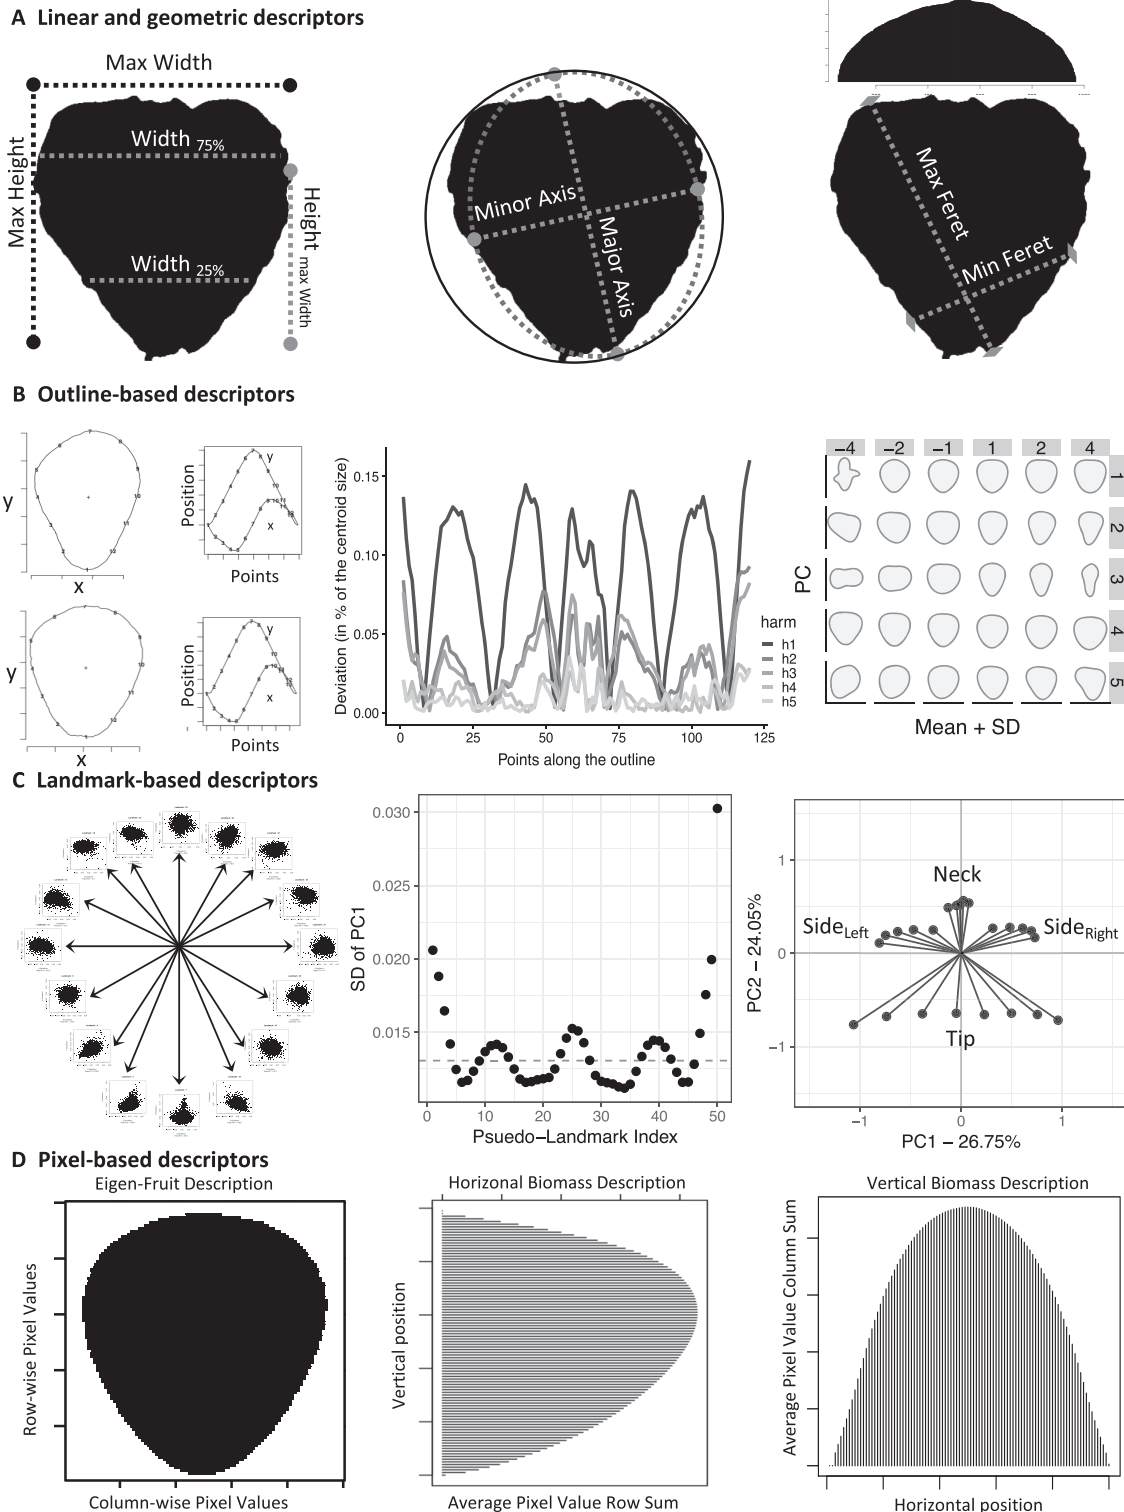 A Linear and geometric descriptors
Max Width
Max Height
Width 75%
Width 25%
Height max Width
Minor Axis
Major Axis
Max Feret
Min Feret
B Outline-based descriptors
y
x
Position
y
x
Points
y
x
Position
y
x
Points
Deviation (in % of the centroid size)
0.15
0.10
0.05
0.00
0 25 50 75 100 125
Points along the outline
harm
h1
h2
h3
h4
h5
−4 −2 −1 1 2 4
PC
1
2
3
4
5
Mean + SD
C Landmark-based descriptors
SD of PC1
0.030
0.025
0.020
0.015
0 10 20 30 40 50
Psuedo−Landmark Index
PC2 − 24.05%
1
0
−1
Neck
SideLeft
SideRight
Tip
−1 0 1
PC1 − 26.75%
D Pixel-based descriptors
Eigen-Fruit Description
Row-wise Pixel Values
Column-wise Pixel Values
Horizonal Biomass Description
Vertical position
Average Pixel Value Row Sum
Vertical Biomass Description
Average Pixel Value Column Sum
Horizontal position